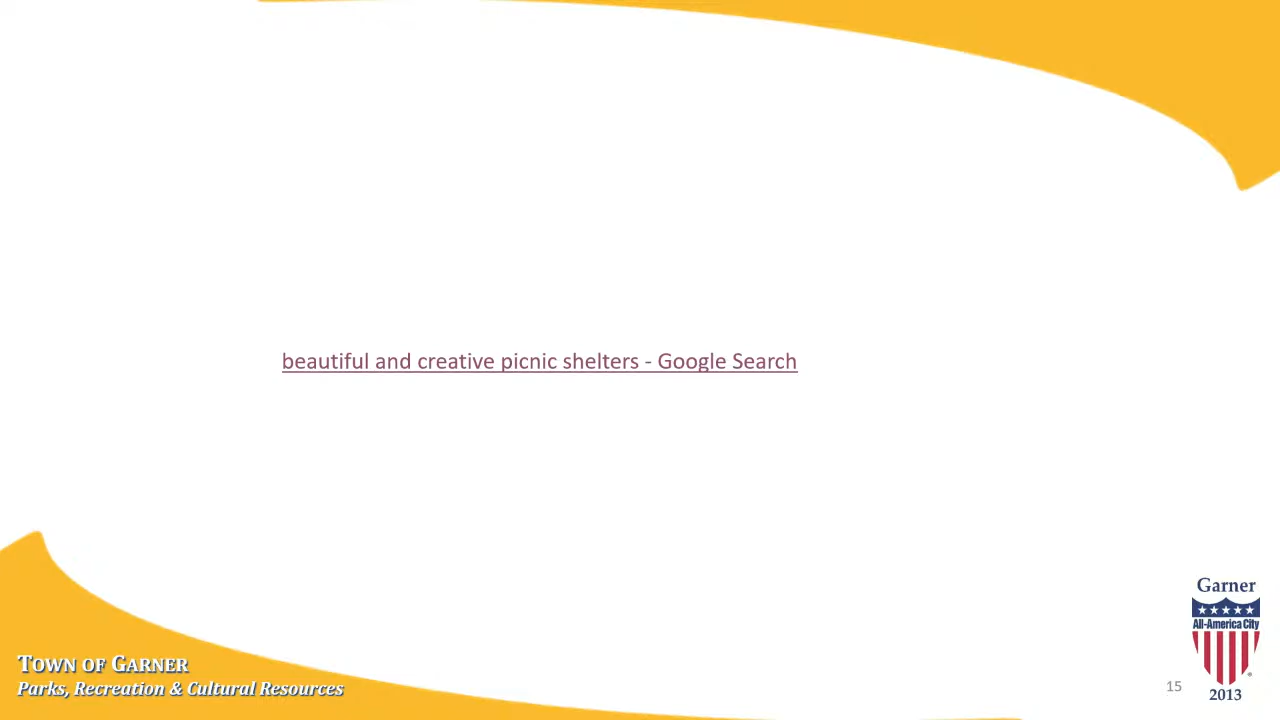 beautiful and creative picnic shelters - Google Search
TOWN OF GARNER
Parks, Recreation & Cultural Resources
15
Garner
All-America City
2013